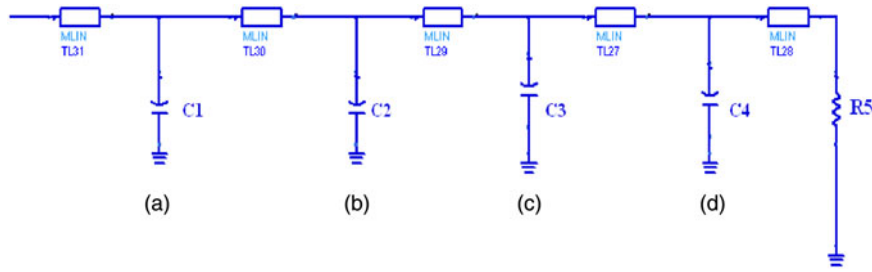 MLIN
TL31
MLIN
TL30
MLIN
TL29
MLIN
TL27
MLIN
TL28
C1
C2
C3
C4
R5
(a)
(b)
(c)
(d)